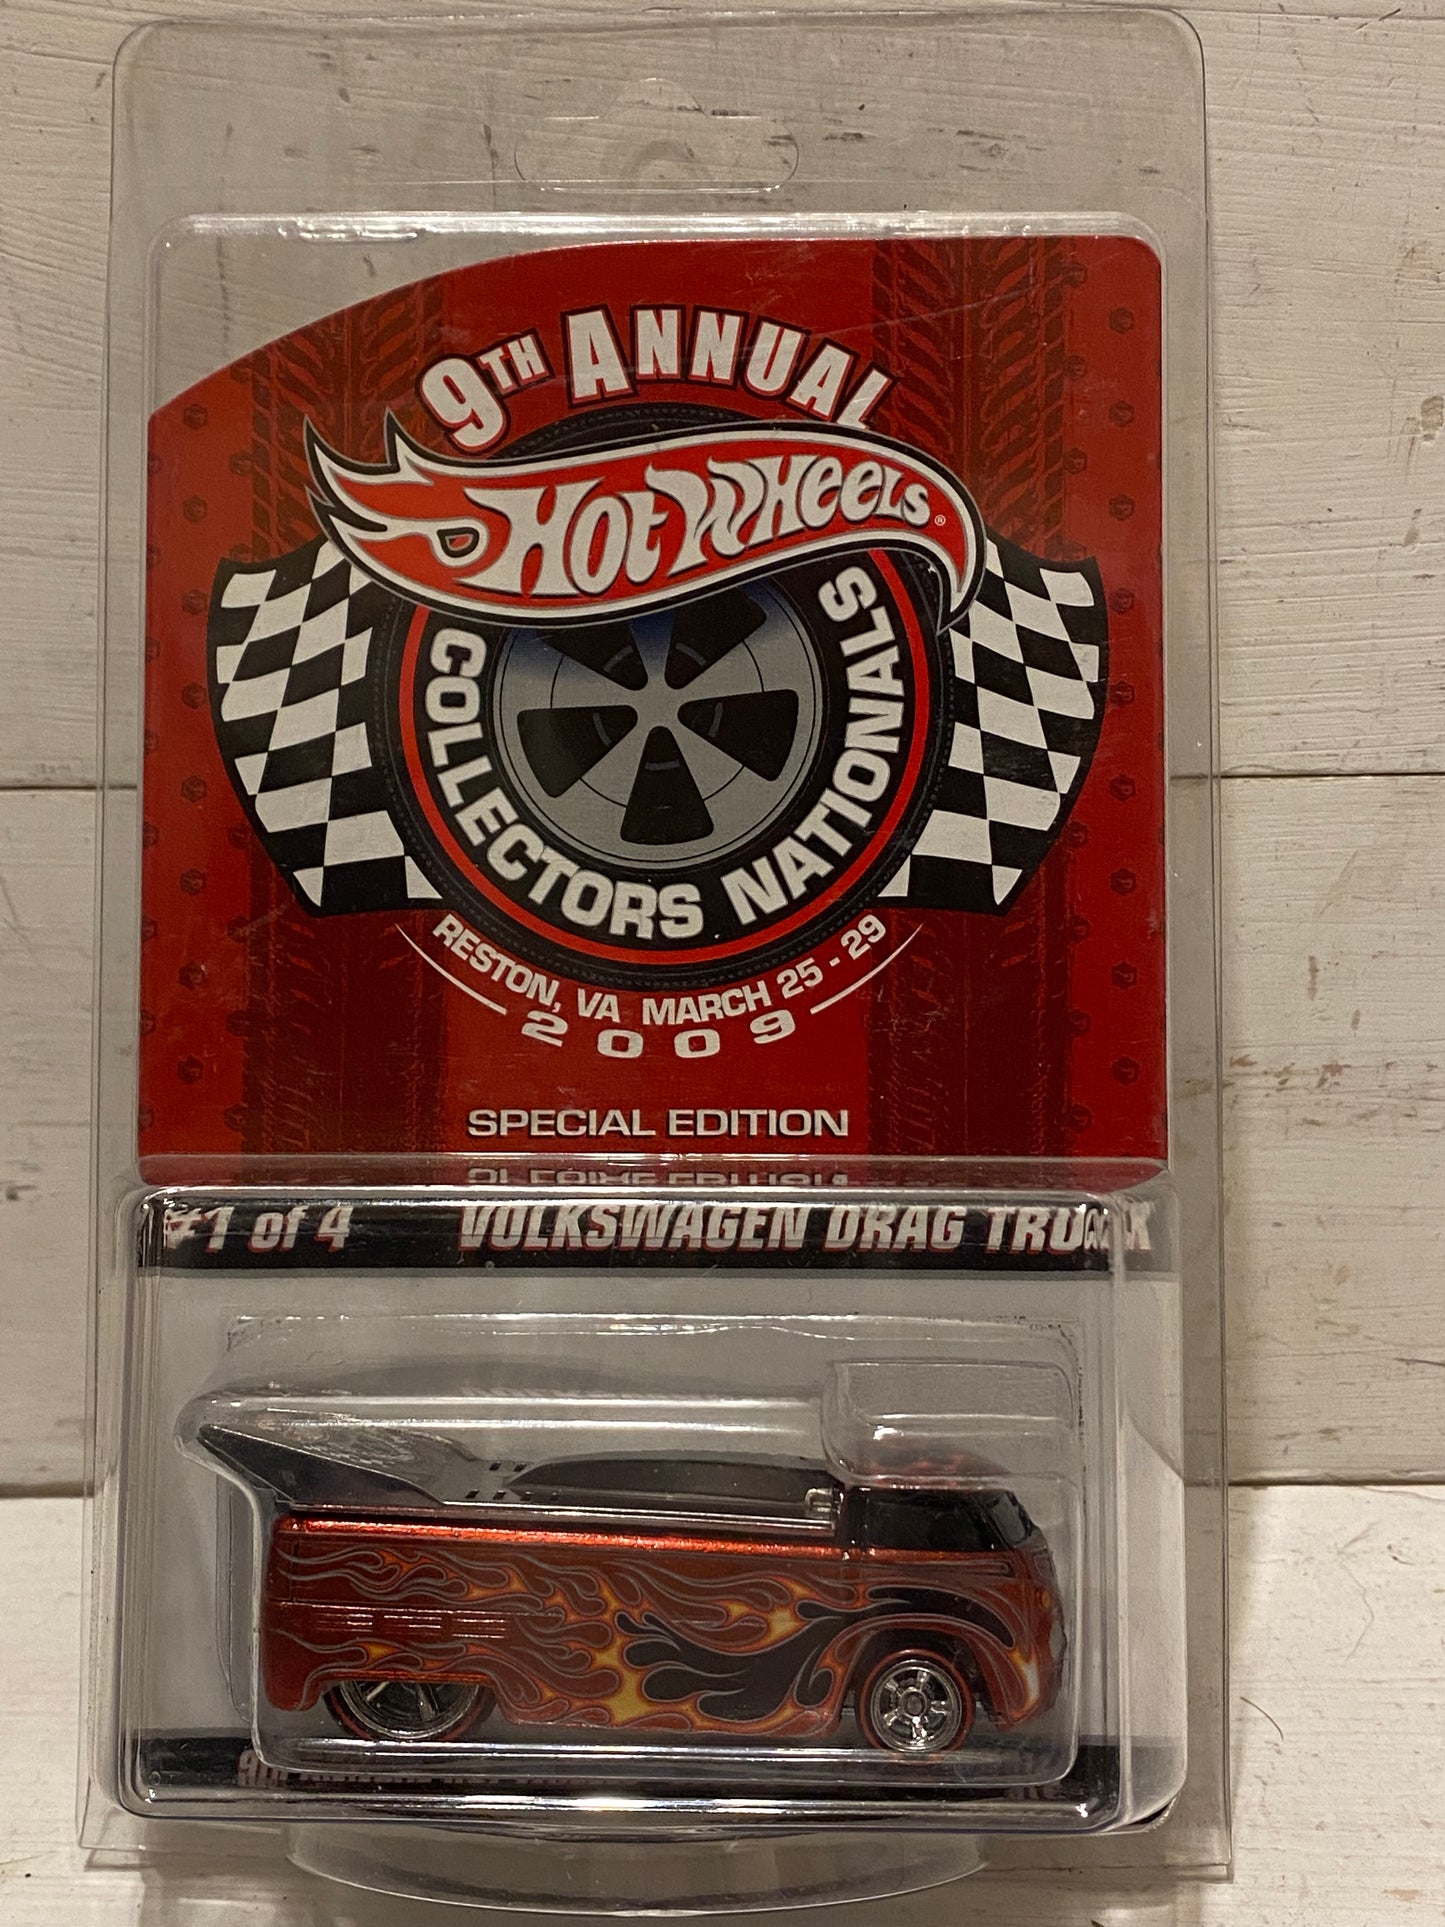 9TH ANNUAL
HOT WHEELS®
COLLECTORS NATIONALS
RESTON, VA MARCH 25 - 29
2009
SPECIAL EDITION
#1 of 4 VOLKSWAGEN DRAG TRUCK